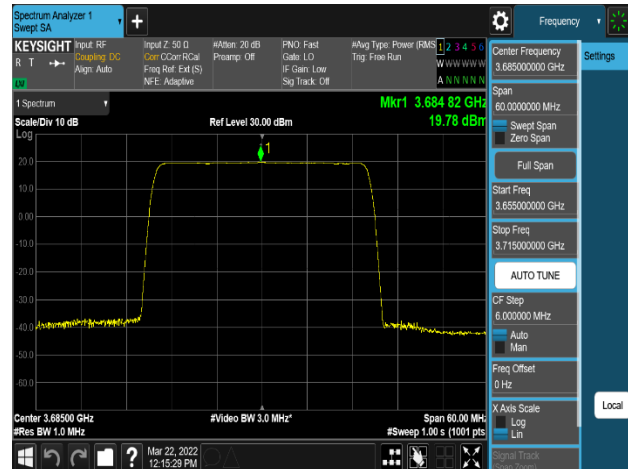 Spectrum Analyzer 1
Swept SA
Frequency
KEYSIGHT
R T
LVI
Input: RF
Coupling: DC
Align: Auto
Input Z: 50 Ω
Corr CCorr RCal
Freq Ref: Ext (S)
NFE: Adaptive
#Atten: 20 dB
Preamp: Off
PNO: Fast
Gate: LO
IF Gain: Low
Sig Track: Off
#Avg Type: Power (RMS
Trig: Free Run
1 2 3 4 5 6
W W W W W W
A N N N N N
1 Spectrum
Scale/Div 10 dB
Log
Ref Level 30.00 dBm
Mkr1 3.684 82 GHz
19.78 dBm
1
20.0
10.0
0.00
-10.0
-20.0
-30.0
-40.0
-50.0
-60.0
Center 3.68500 GHz
#Res BW 1.0 MHz
#Video BW 3.0 MHz*
Span 60.00 MHz
#Sweep 1.00 s (1001 pts)
Mar 22, 2022
12:15:29 PM
?
Center Frequency
3.685000000 GHz
Span
60.0000000 MHz
Swept Span
Zero Span
Full Span
Start Freq
3.655000000 GHz
Stop Freq
3.715000000 GHz
AUTO TUNE
CF Step
6.000000 MHz
Auto
Man
Freq Offset
0 Hz
X Axis Scale
Log
Lin
Signal Track
(Span Zoom)
Settings
Local